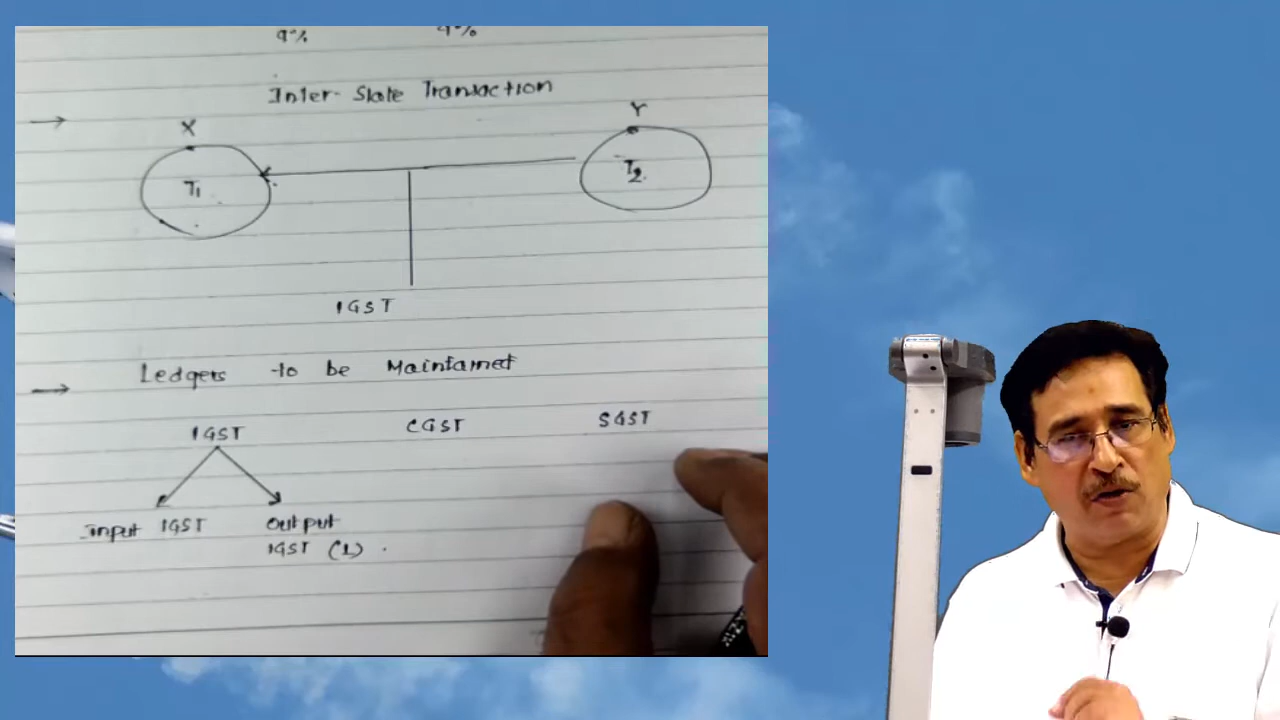 9% 9%
Inter-State Transaction
X Y
T1 T2
IGST
Ledgers to be Maintained
IGST CGST SGST
Input IGST Output
IGST (L)